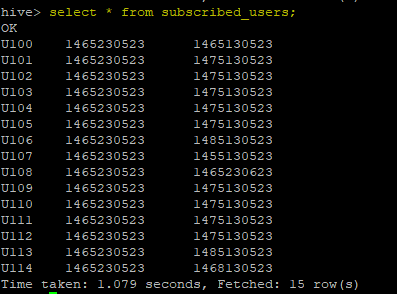 hive> select * from subscribed_users;
OK
U100 1465230523 1465130523
U101 1465230523 1475130523
U102 1465230523 1475130523
U103 1465230523 1475130523
U104 1465230523 1475130523
U105 1465230523 1475130523
U106 1465230523 1485130523
U107 1465230523 1455130523
U108 1465230523 1465230623
U109 1465230523 1475130523
U110 1465230523 1475130523
U111 1465230523 1475130523
U112 1465230523 1475130523
U113 1465230523 1485130523
U114 1465230523 1468130523
Time taken: 1.079 seconds, Fetched: 15 row(s)